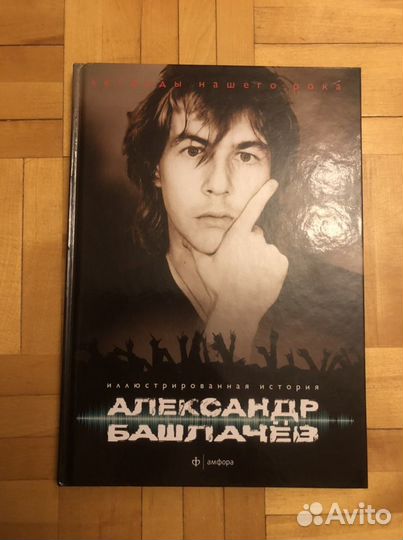 легенды нашего рока
иллюстрированная история
АЛЕКСАНДР
БАШЛАЧЁВ
ф | амфора
Avito